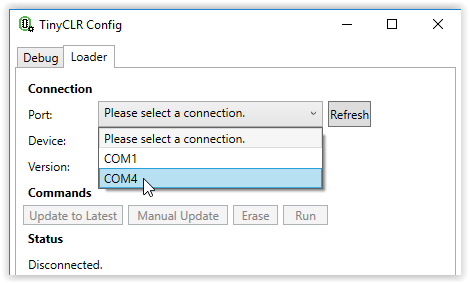 TinyCLR Config
Debug Loader
Connection
Port: Please select a connection. Refresh
Device: Please select a connection.
COM1
Version: COM4
Commands
Update to Latest Manual Update Erase Run
Status
Disconnected.